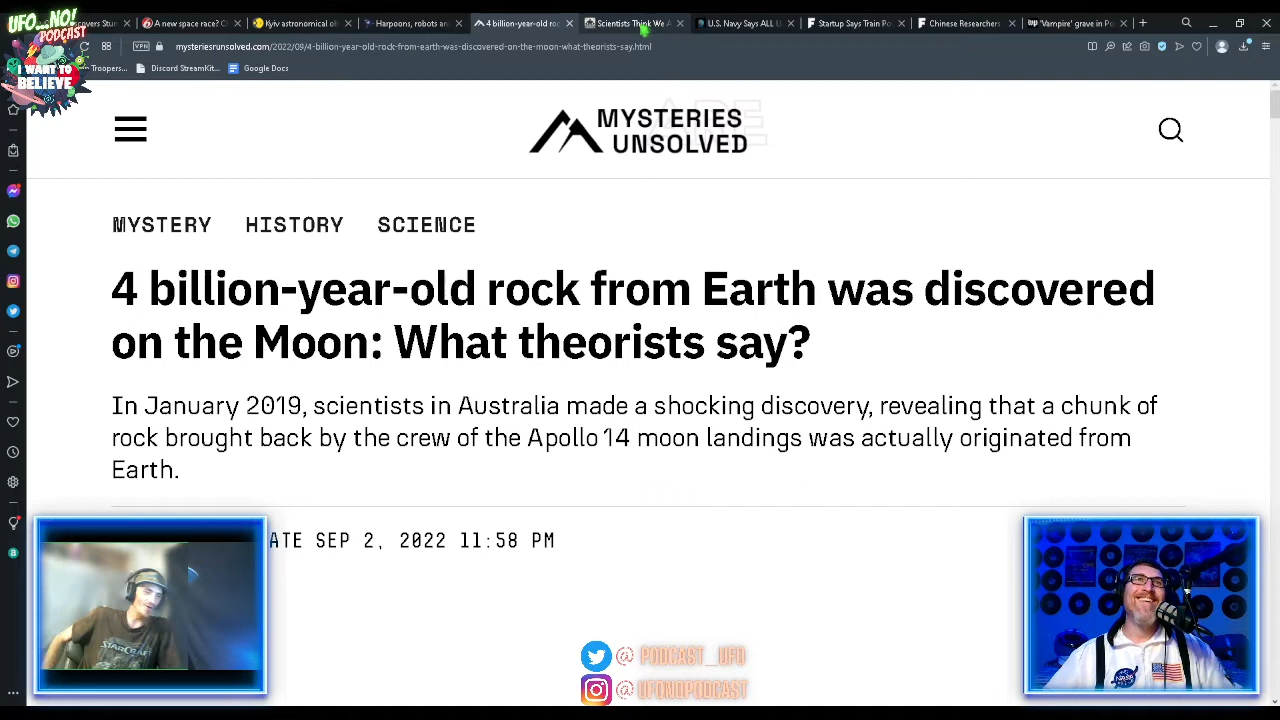 UFO...NO!
PODCAST
I WANT TO
BELIEVE
A new space race?
Kyiv astronomical
Harpoons, robots an
4 billion-year-old roc
Scientists Think We A
U.S. Navy Says ALL U
Startup Says Train Po
Chinese Researchers
'Vampire' grave in Po
VPN
mysteriesrunsolved.com/2022/09/4-billion-year-old-rock-from-earth-was-discovered-on-the-moon-what-theorists-say.html
Troopers...
Discord StreamKit...
Google Docs
MYSTERIES
UNSOLVED
MYSTERY HISTORY SCIENCE
4 billion-year-old rock from Earth was discovered
on the Moon: What theorists say?
In January 2019, scientists in Australia made a shocking discovery, revealing that a chunk of
rock brought back by the crew of the Apollo 14 moon landings was actually originated from
Earth.
ATE SEP 2, 2022 11:58 PM
STARCRAFT
NASA
@ PODCAST_UFO
@ UFONOPODCAST